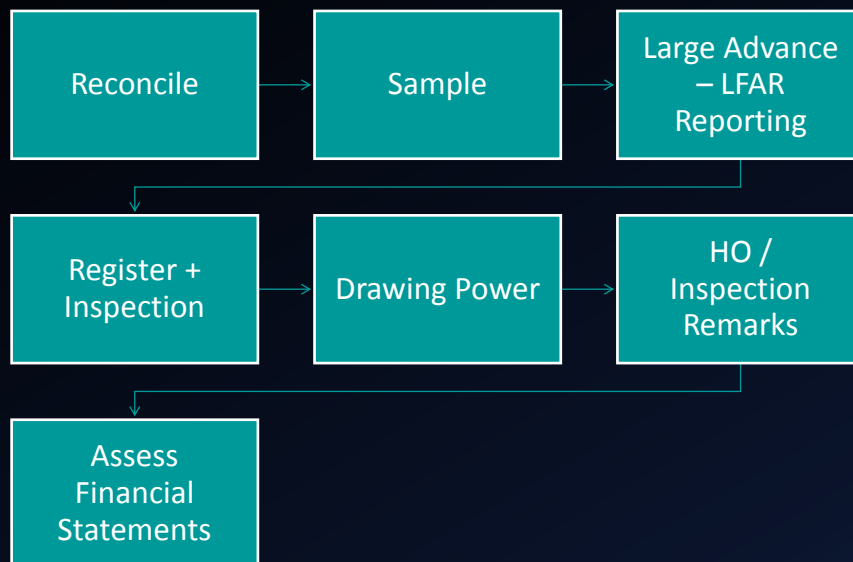 Reconcile
Sample
Large Advance
– LFAR
Reporting
Register +
Inspection
Drawing Power
HO /
Inspection
Remarks
Assess
Financial
Statements